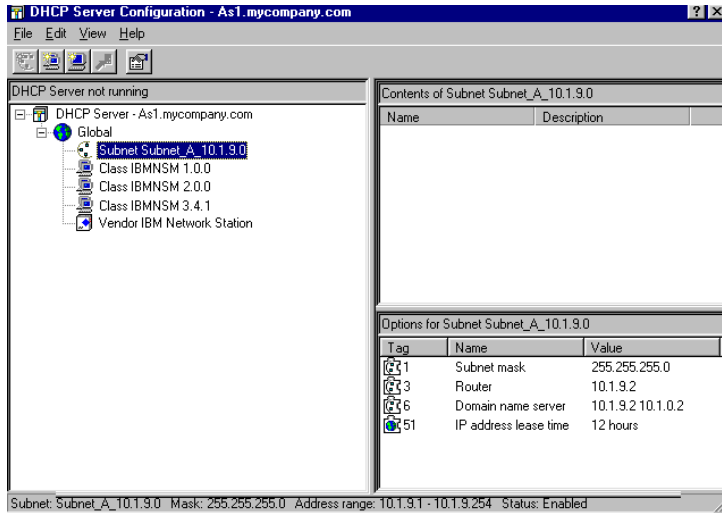 DHCP Server Configuration - As1.mycompany.com
File Edit View Help
DHCP Server not running
DHCP Server - As1.mycompany.com
Global
Subnet Subnet_A_10.1.9.0
Class IBMNSM 1.0.0
Class IBMNSM 2.0.0
Class IBMNSM 3.4.1
Vendor IBM Network Station
Contents of Subnet Subnet_A_10.1.9.0
Name Description
Options for Subnet Subnet_A_10.1.9.0
Tag Name Value
1 Subnet mask 255.255.255.0
3 Router 10.1.9.2
6 Domain name server 10.1.9.2 10.1.0.2
51 IP address lease time 12 hours
Subnet: Subnet_A_10.1.9.0 Mask: 255.255.255.0 Address range: 10.1.9.1 - 10.1.9.254 Status: Enabled